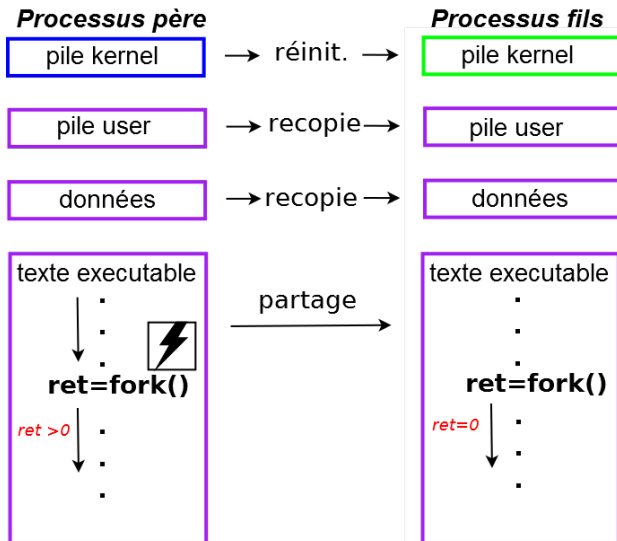 Processus père
Processus fils
pile kernel
réinit.
pile kernel
pile user
recopie
pile user
données
recopie
données
texte executable
texte executable
partage
ret=fork()
ret=fork()
ret >0
ret=0